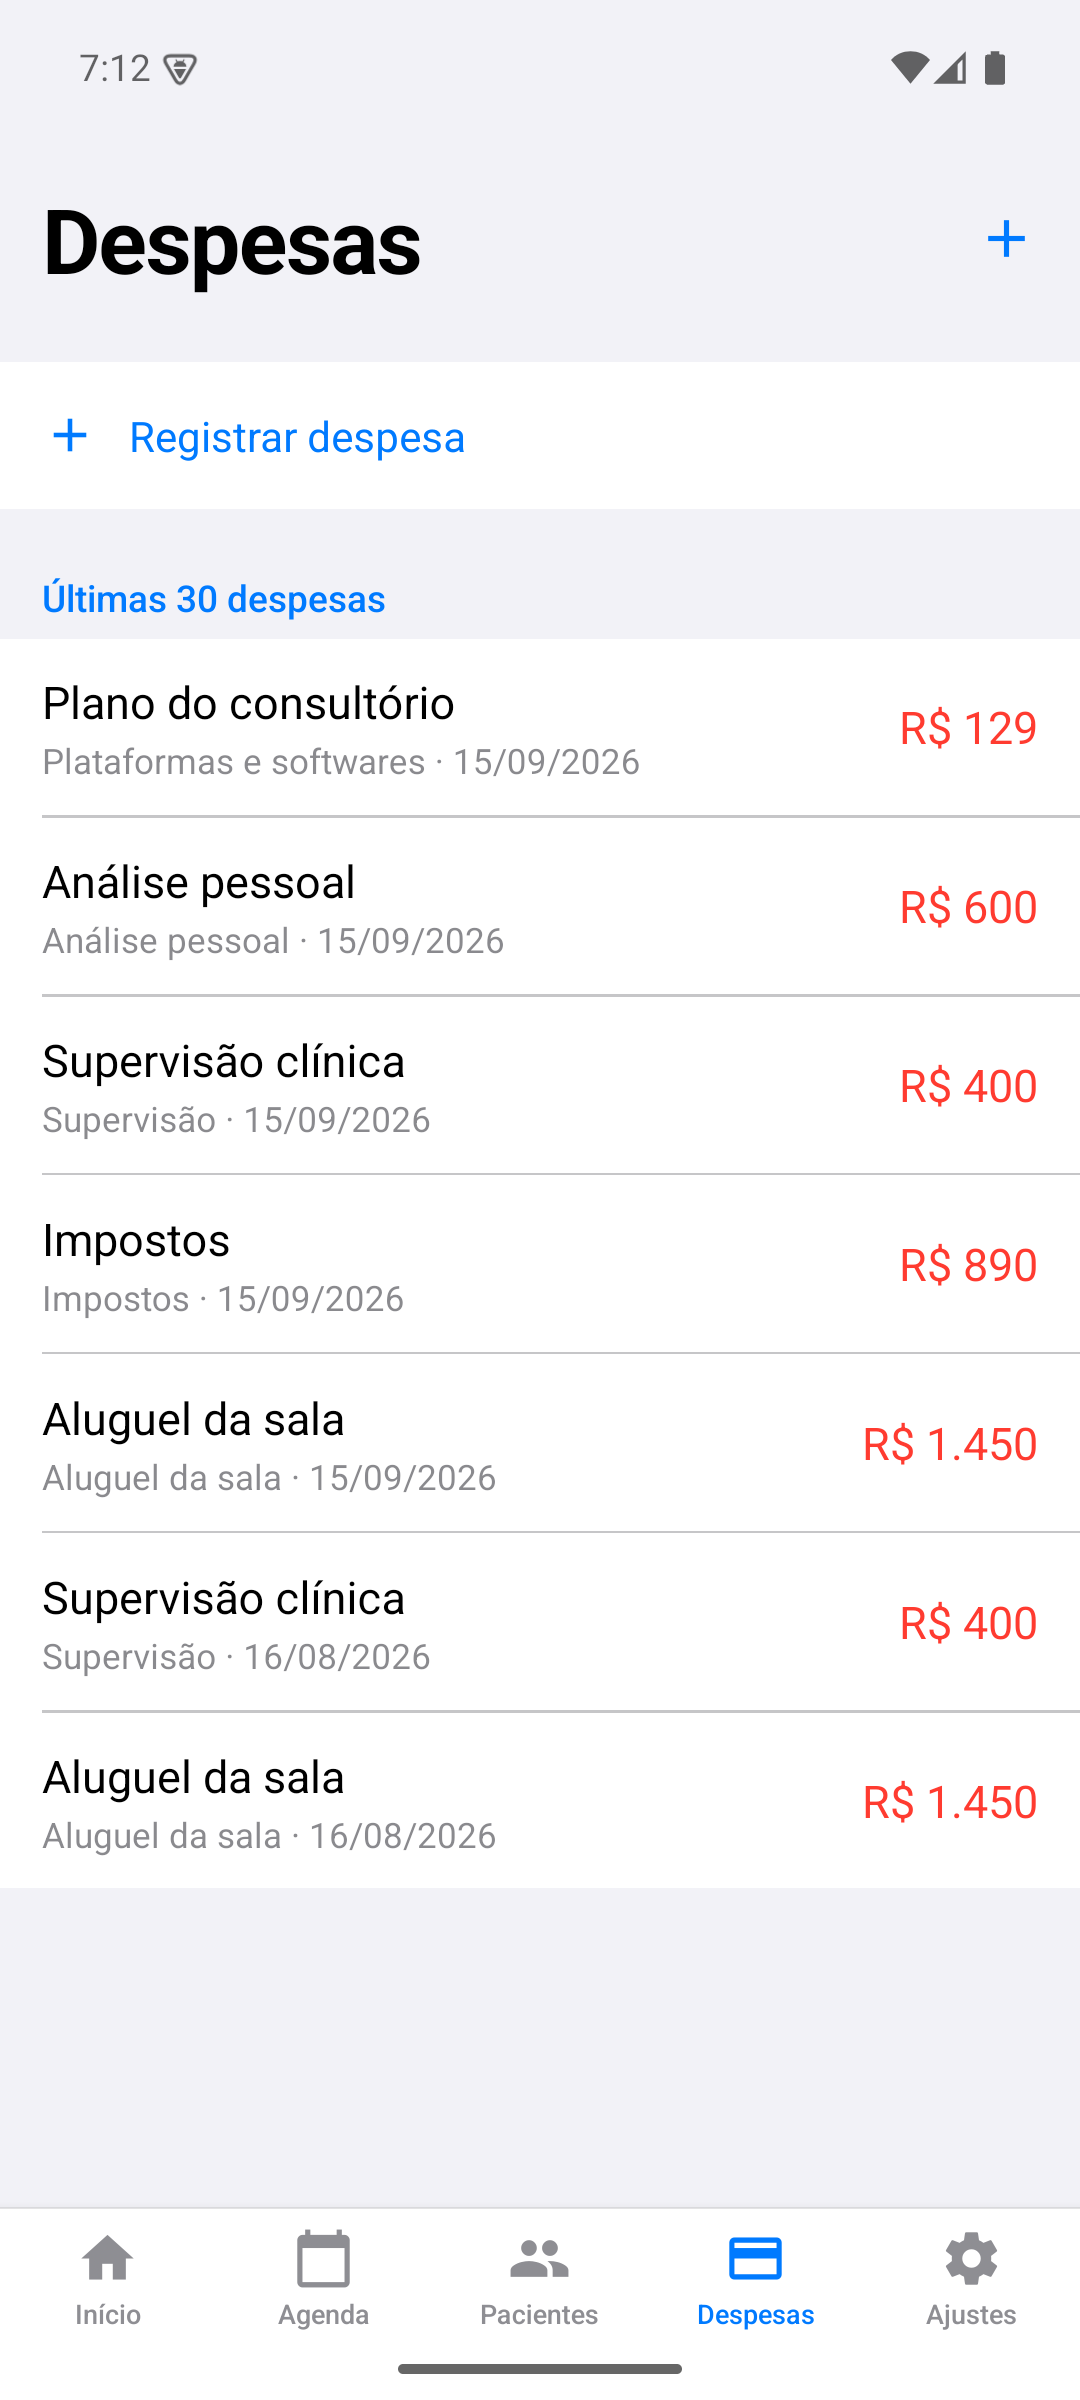 7:12
Despesas
Registrar despesa
Últimas 30 despesas
Plano do consultório
Plataformas e softwares · 15/09/2026
R$ 129
Análise pessoal
Análise pessoal · 15/09/2026
R$ 600
Supervisão clínica
Supervisão · 15/09/2026
R$ 400
Impostos
Impostos · 15/09/2026
R$ 890
Aluguel da sala
Aluguel da sala · 15/09/2026
R$ 1.450
Supervisão clínica
Supervisão · 16/08/2026
R$ 400
Aluguel da sala
Aluguel da sala · 16/08/2026
R$ 1.450
Início
Agenda
Pacientes
Despesas
Ajustes